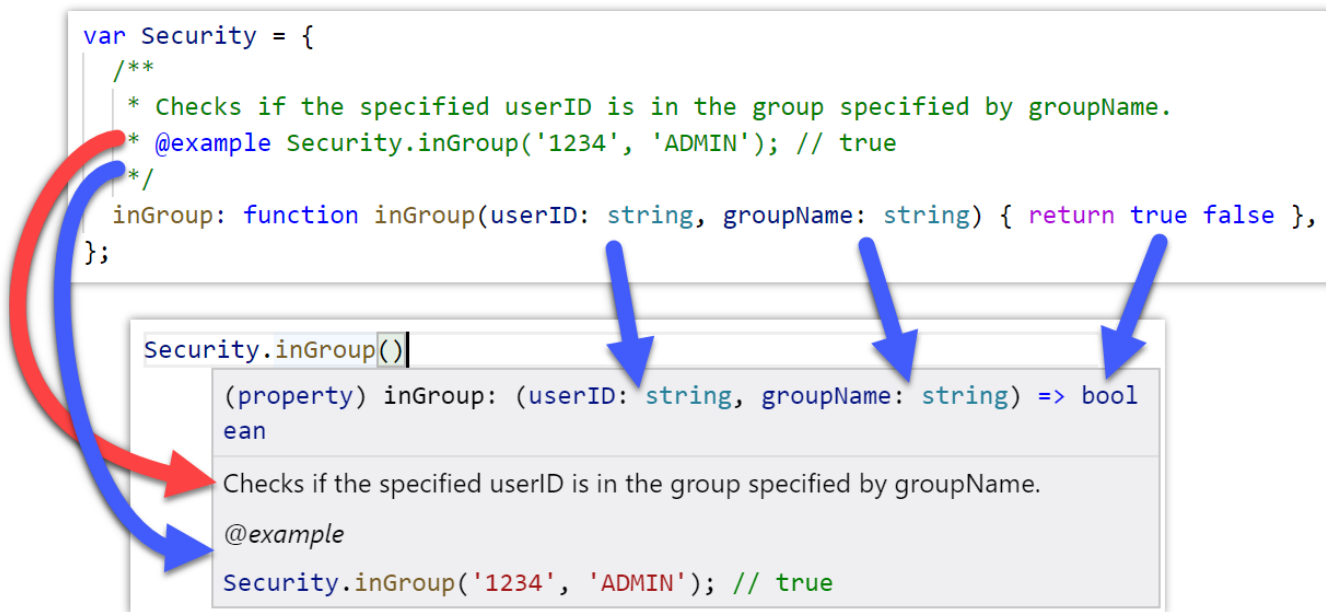 var Security = {
/**
* Checks if the specified userID is in the group specified by groupName.
* @example Security.inGroup('1234', 'ADMIN'); // true
*/
inGroup: function inGroup(userID: string, groupName: string) { return true false },
};
Security.inGroup()
(property) inGroup: (userID: string, groupName: string) => bool
ean
Checks if the specified userID is in the group specified by groupName.
@example
Security.inGroup('1234', 'ADMIN'); // true